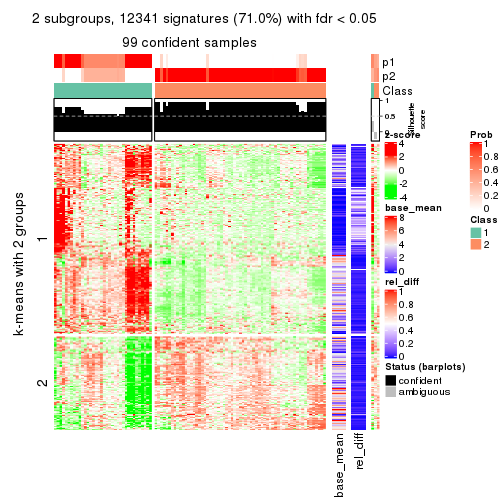 2 subgroups, 12341 signatures (71.0%) with fdr < 0.05
99 confident samples
p1
p2
Class
1
0.5
0
Silhouette
score
k-means with 2 groups
1
2
base_mean
rel_diff
z-score
4
2
0
-2
-4
base_mean
8
6
4
2
0
rel_diff
1
0.8
0.6
0.4
0.2
0
Status (barplots)
confident
ambiguous
Prob
1
0.8
0.6
0.4
0.2
0
Class
1
2